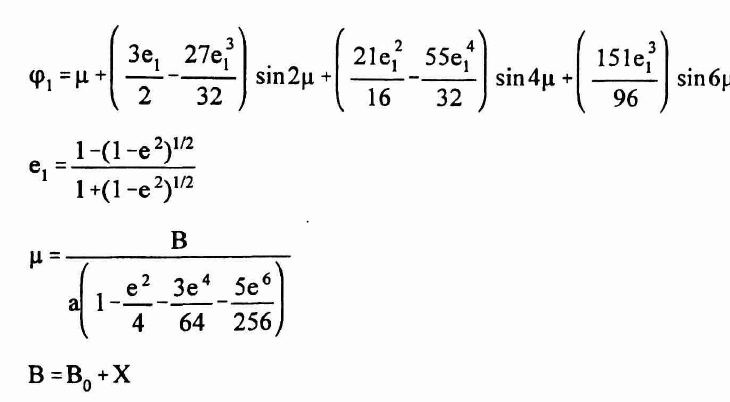 φ₁ = μ + (3e₁/2 - 27e₁³/32) sin 2μ + (21e₁²/16 - 55e₁⁴/32) sin 4μ + (151e₁³/96) sin 6μ
e₁ = (1-(1-e²)^1/2)/(1+(1-e²)^1/2)
μ = B/(a(1 - e²/4 - 3e⁴/64 - 5e⁶/256))
B = B₀ + X